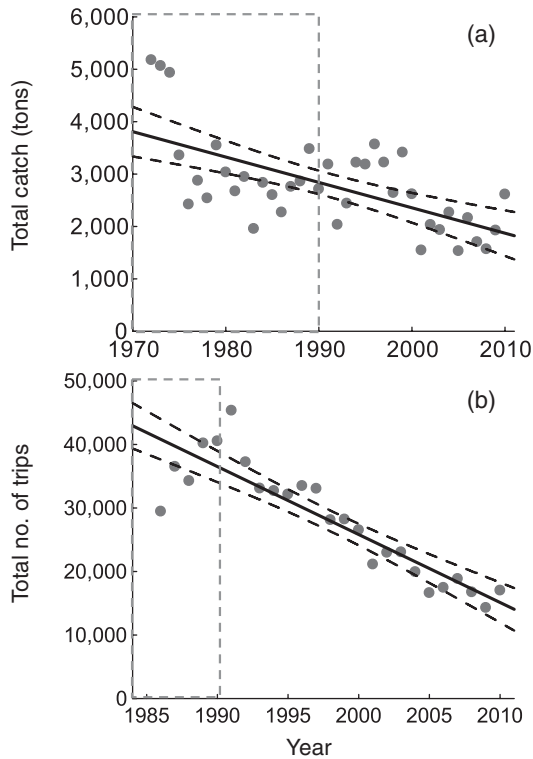 (a)
Total catch (tons)
6,000
5,000
4,000
3,000
2,000
1,000
0
1970 1980 1990 2000 2010
(b)
Total no. of trips
50,000
40,000
30,000
20,000
10,000
0
1985 1990 1995 2000 2005 2010
Year